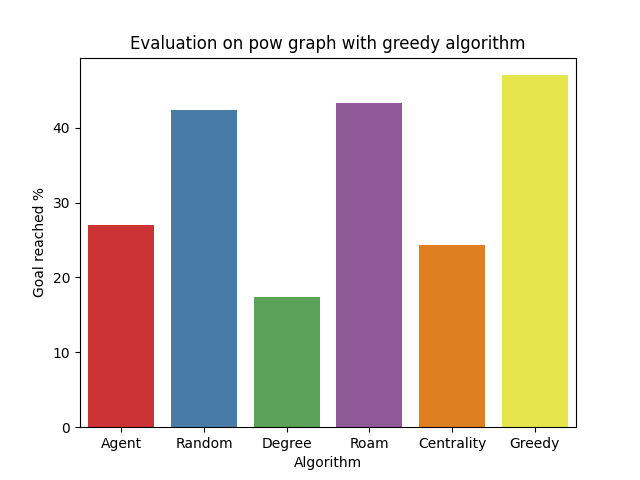 Evaluation on pow graph with greedy algorithm
Goal reached %
40
30
20
10
0
Agent Random Degree Roam Centrality Greedy
Algorithm